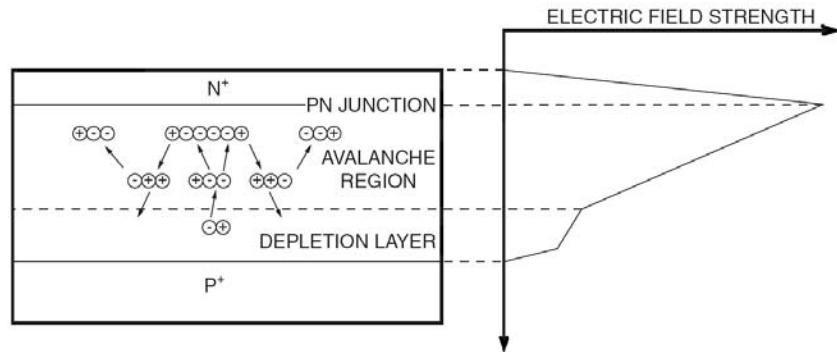 ELECTRIC FIELD STRENGTH
N+
PN JUNCTION
+-- +-----+ --+
AVALANCHE
REGION
-++ +-- ++-
-+
DEPLETION LAYER
P+